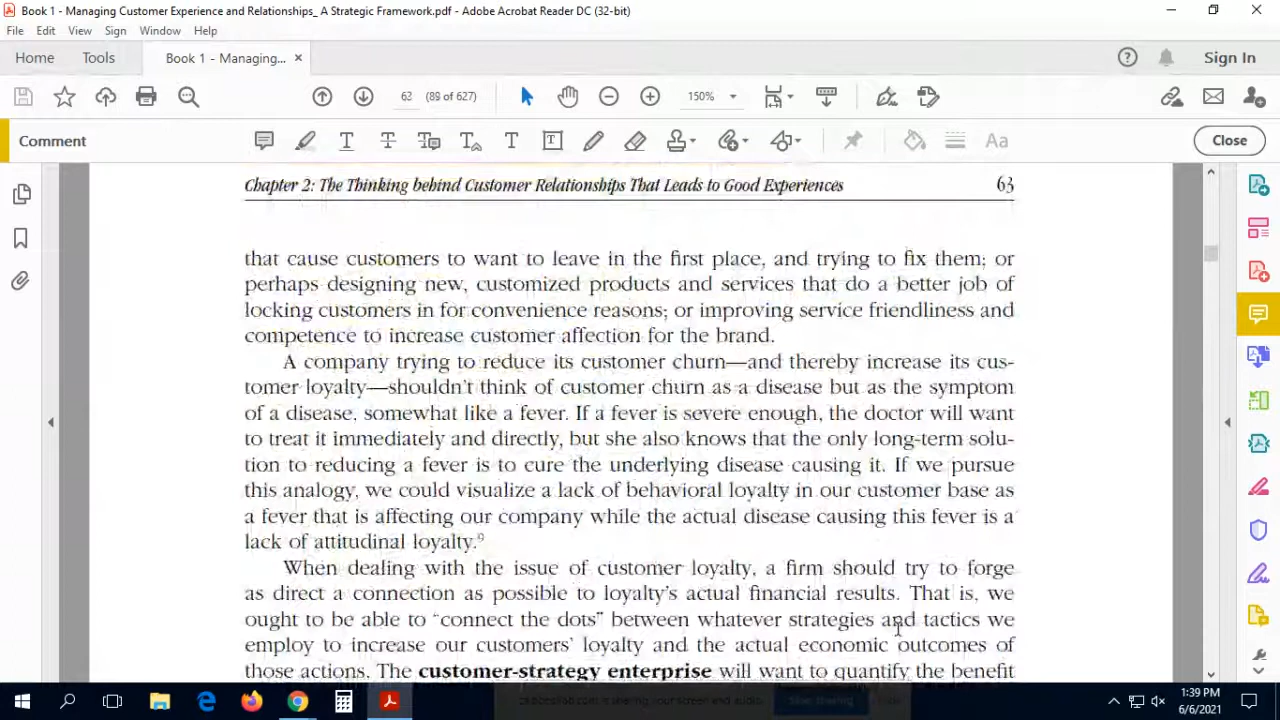 Book 1 - Managing Customer Experience and Relationships_ A Strategic Framework.pdf - Adobe Acrobat Reader DC (32-bit)
File Edit View Sign Window Help
Home Tools Book 1 - Managing... × Sign In
62 (89 of 627) 150%
Comment Close
Chapter 2: The Thinking behind Customer Relationships That Leads to Good Experiences 63
that cause customers to want to leave in the first place, and trying to fix them; or
perhaps designing new, customized products and services that do a better job of
locking customers in for convenience reasons; or improving service friendliness and
competence to increase customer affection for the brand.
A company trying to reduce its customer churn—and thereby increase its cus-
tomer loyalty—shouldn't think of customer churn as a disease but as the symptom
of a disease, somewhat like a fever. If a fever is severe enough, the doctor will want
to treat it immediately and directly, but she also knows that the only long-term solu-
tion to reducing a fever is to cure the underlying disease causing it. If we pursue
this analogy, we could visualize a lack of behavioral loyalty in our customer base as
a fever that is affecting our company while the actual disease causing this fever is a
lack of attitudinal loyalty.⁹
When dealing with the issue of customer loyalty, a firm should try to forge
as direct a connection as possible to loyalty's actual financial results. That is, we
ought to be able to "connect the dots" between whatever strategies and tactics we
employ to increase our customers' loyalty and the actual economic outcomes of
those actions. The customer-strategy enterprise will want to quantify the benefit
is sharing your screen and audio. Stop sharing
1:39 PM
6/6/2021